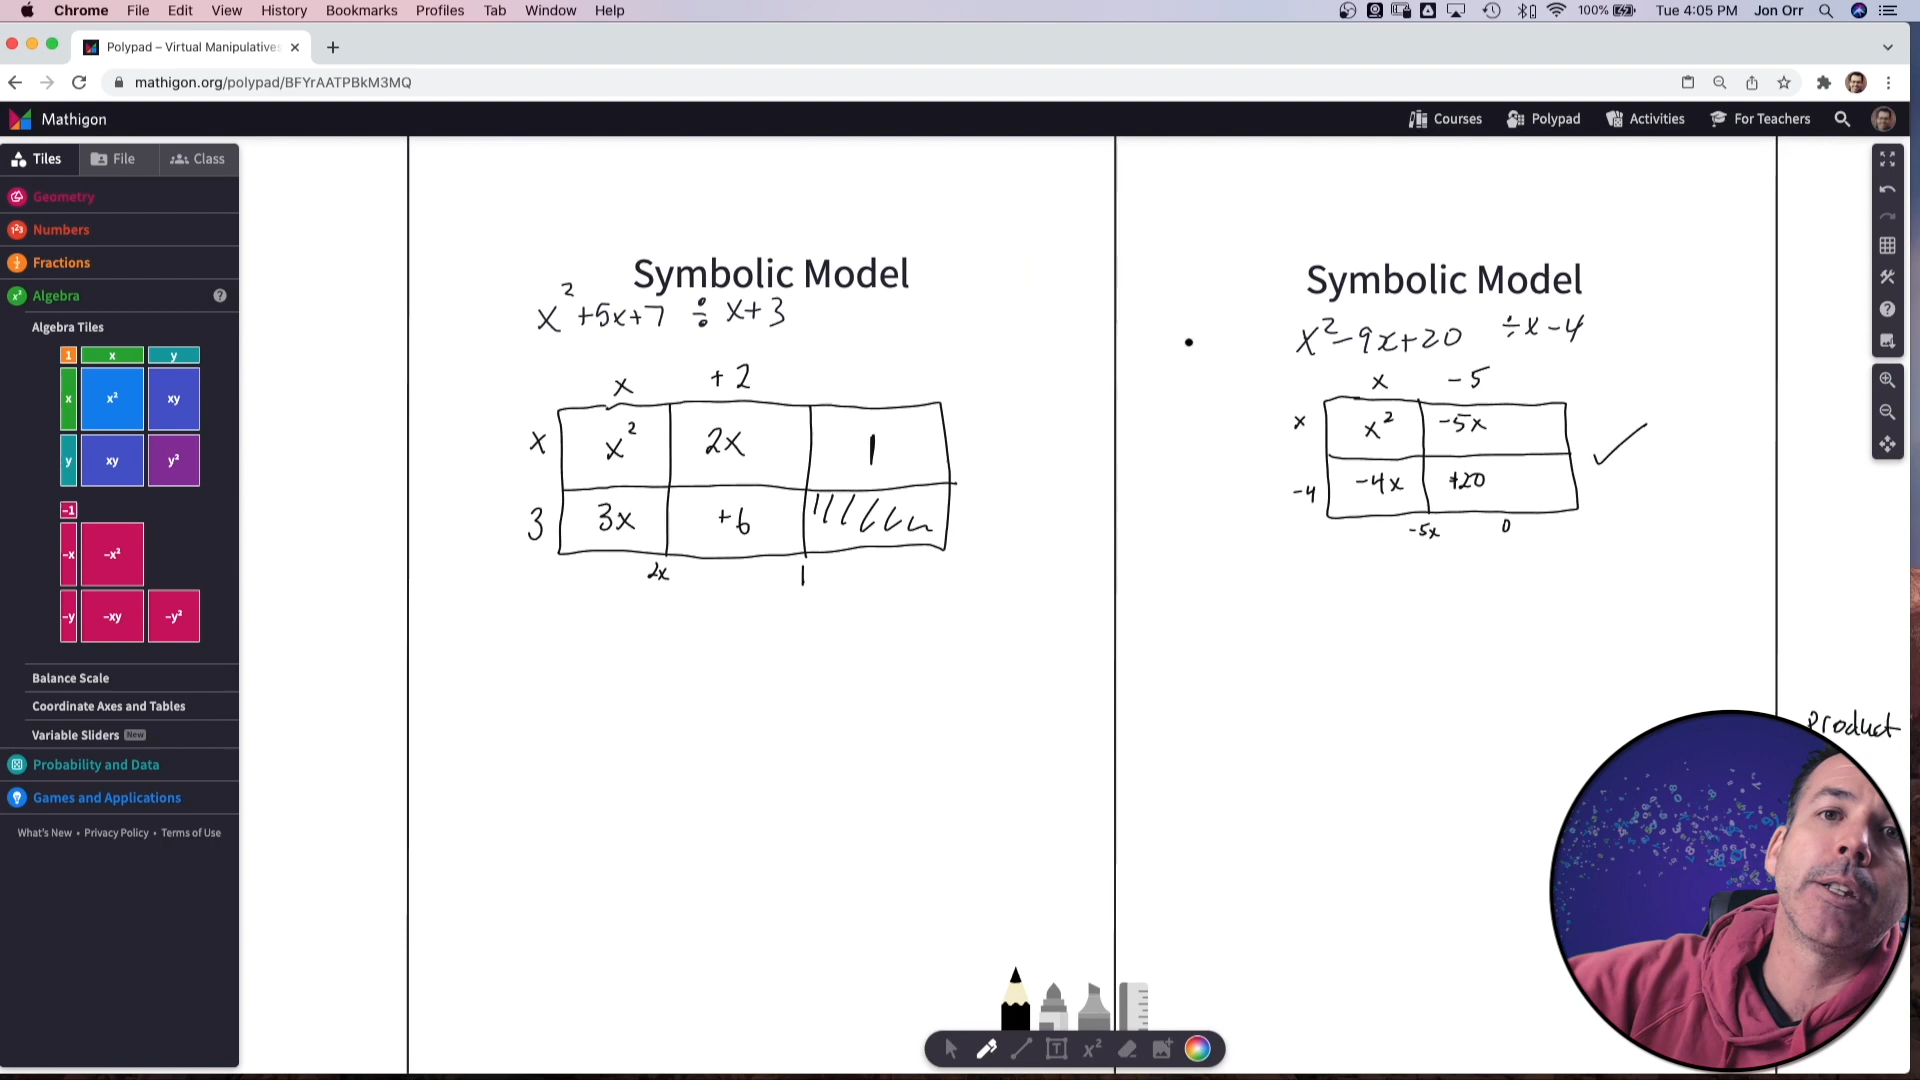 Chrome File Edit View History Bookmarks Profiles Tab Window Help 100% Tue 4:05 PM Jon Orr
Polypad – Virtual Manipulatives
mathigon.org/polypad/BFYrAATPBkM3MQ
Mathigon Courses Polypad Activities For Teachers
Tiles File Class
Geometry
Numbers
Fractions
Algebra
Algebra Tiles
1 x y
x x² xy
y xy y²
-1
-x -x²
-y -xy -y²
Balance Scale
Coordinate Axes and Tables
Variable Sliders New
Probability and Data
Games and Applications
What's New • Privacy Policy • Terms of Use
Symbolic Model
x²+5x+7 ÷ x+3
x +2
x x² 2x 1
3 3x +6
2x 1
Symbolic Model
x²-9x+20 ÷x-4
x -5
x x² -5x
-4 -4x +20
-5x 0
Product
T x²